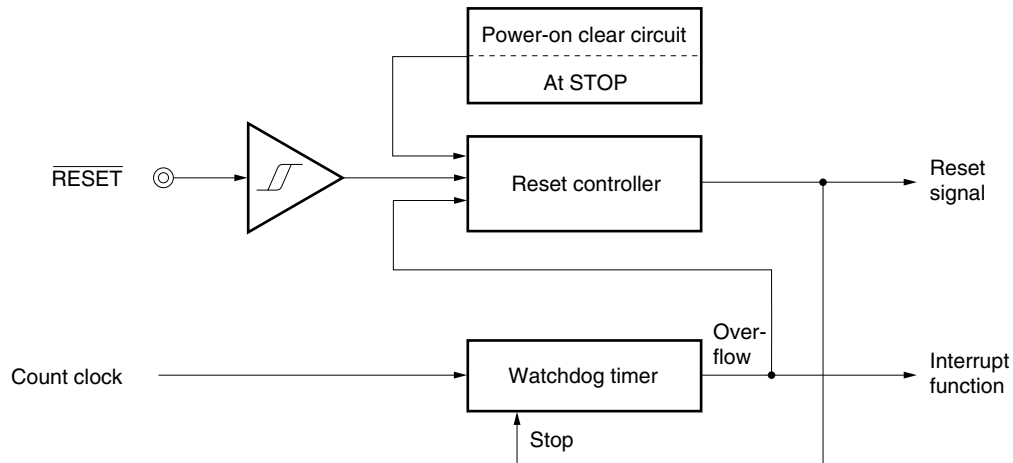 Power-on clear circuit
At STOP
RESET
Reset controller
Reset
signal
Over-
flow
Count clock
Watchdog timer
Interrupt
function
Stop